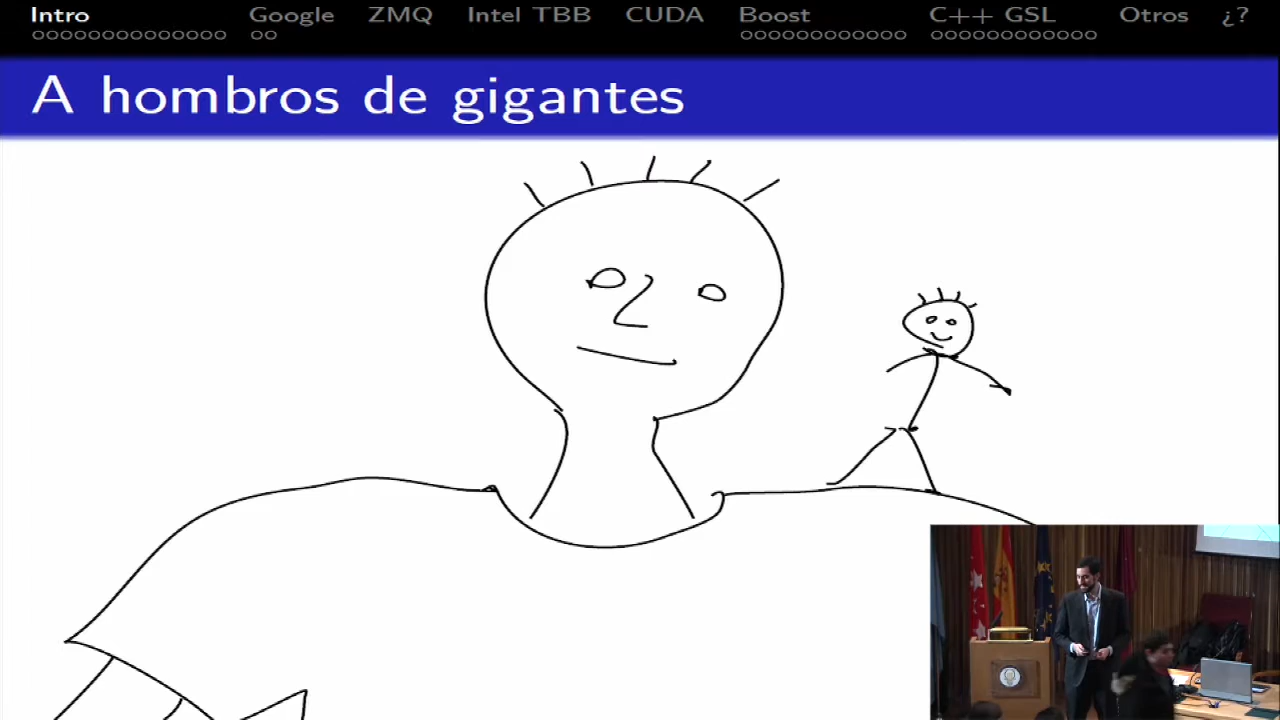 Intro Google ZMQ Intel TBB CUDA Boost C++ GSL Otros ¿?
A hombros de gigantes